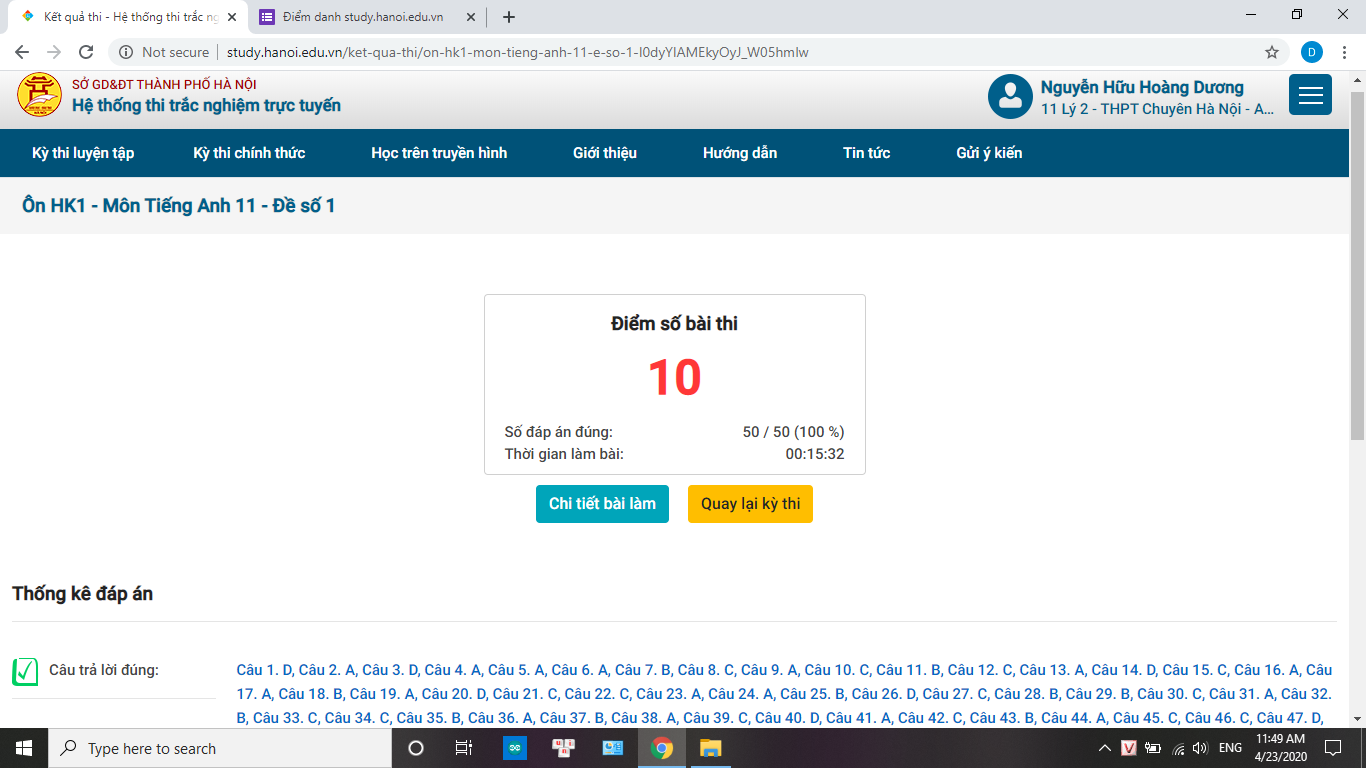 Kết quả thi - Hệ thống thi trắc ng
Điểm danh study.hanoi.edu.vn
Not secure study.hanoi.edu.vn/ket-qua-thi/on-hk1-mon-tieng-anh-11-e-so-1-I0dyYlAMEkyOyJ_W05hmlw
D
SỞ GD&ĐT THÀNH PHỐ HÀ NỘI
Hệ thống thi trắc nghiệm trực tuyến
Nguyễn Hữu Hoàng Dương
11 Lý 2 - THPT Chuyên Hà Nội - A...
Kỳ thi luyện tập Kỳ thi chính thức Học trên truyền hình Giới thiệu Hướng dẫn Tin tức Gửi ý kiến
Ôn HK1 - Môn Tiếng Anh 11 - Đề số 1
Điểm số bài thi
10
Số đáp án đúng: 50 / 50 (100 %)
Thời gian làm bài: 00:15:32
Chi tiết bài làm Quay lại kỳ thi
Thống kê đáp án
Câu trả lời đúng:
Câu 1. D, Câu 2. A, Câu 3. D, Câu 4. A, Câu 5. A, Câu 6. A, Câu 7. B, Câu 8. C, Câu 9. A, Câu 10. C, Câu 11. B, Câu 12. C, Câu 13. A, Câu 14. D, Câu 15. C, Câu 16. A, Câu
17. A, Câu 18. B, Câu 19. A, Câu 20. D, Câu 21. C, Câu 22. C, Câu 23. A, Câu 24. A, Câu 25. B, Câu 26. D, Câu 27. C, Câu 28. B, Câu 29. B, Câu 30. C, Câu 31. A, Câu 32.
B, Câu 33. C, Câu 34. C, Câu 35. B, Câu 36. A, Câu 37. B, Câu 38. A, Câu 39. C, Câu 40. D, Câu 41. A, Câu 42. C, Câu 43. B, Câu 44. A, Câu 45. C, Câu 46. C, Câu 47. D,
Type here to search
ENG
11:49 AM
4/23/2020